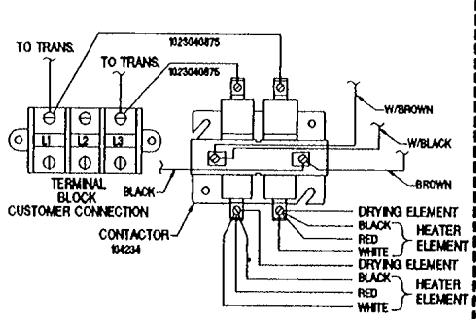 TO TRANS.
1023040875
TO TRANS.
1023040875
W/BROWN
L1 L2 L3
W/BLACK
TERMINAL
BLOCK
CUSTOMER CONNECTION
BLACK
BROWN
CONTACTOR
104234
DRYING ELEMENT
BLACK
RED
WHITE
HEATER
ELEMENT
DRYING ELEMENT
BLACK
RED
WHITE
HEATER
ELEMENT